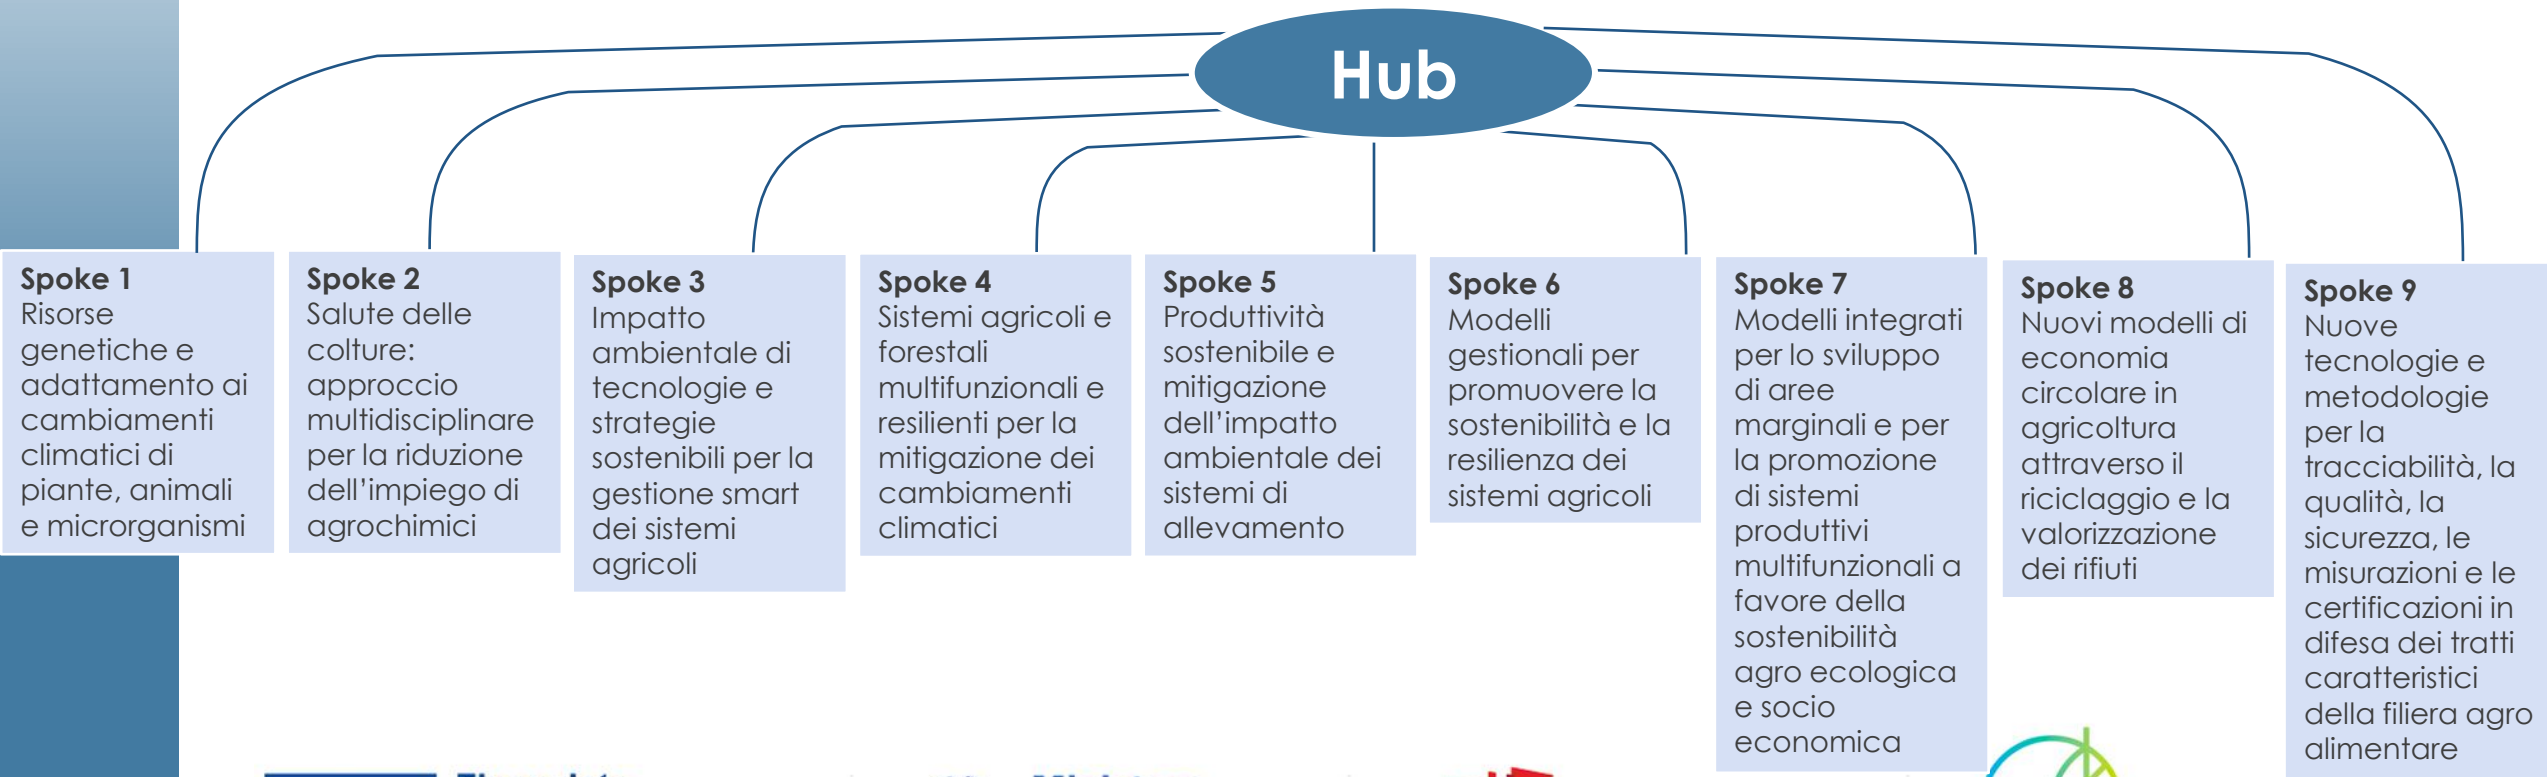 Hub
Spoke 1
Risorse
genetiche e
adattamento ai
cambiamenti
climatici di
piante, animali
e microrganismi
Spoke 2
Salute delle
colture:
approccio
multidisciplinare
per la riduzione
dell'impiego di
agrochimici
Spoke 3
Impatto
ambientale di
tecnologie e
strategie
sostenibili per la
gestione smart
dei sistemi
agricoli
Spoke 4
Sistemi agricoli e
forestali
multifunzionali e
resilienti per la
mitigazione dei
cambiamenti
climatici
Spoke 5
Produttività
sostenibile e
mitigazione
dell'impatto
ambientale dei
sistemi di
allevamento
Spoke 6
Modelli
gestionali per
promuovere la
sostenibilità e la
resilienza dei
sistemi agricoli
Spoke 7
Modelli integrati
per lo sviluppo
di aree
marginali e per
la promozione
di sistemi
produttivi
multifunzionali a
favore della
sostenibilità
agro ecologica
e socio
economica
Spoke 8
Nuovi modelli di
economia
circolare in
agricoltura
attraverso il
riciclaggio e la
valorizzazione
dei rifiuti
Spoke 9
Nuove
tecnologie e
metodologie
per la
tracciabilità, la
qualità, la
sicurezza, le
misurazioni e le
certificazioni in
difesa dei tratti
caratteristici
della filiera agro
alimentare